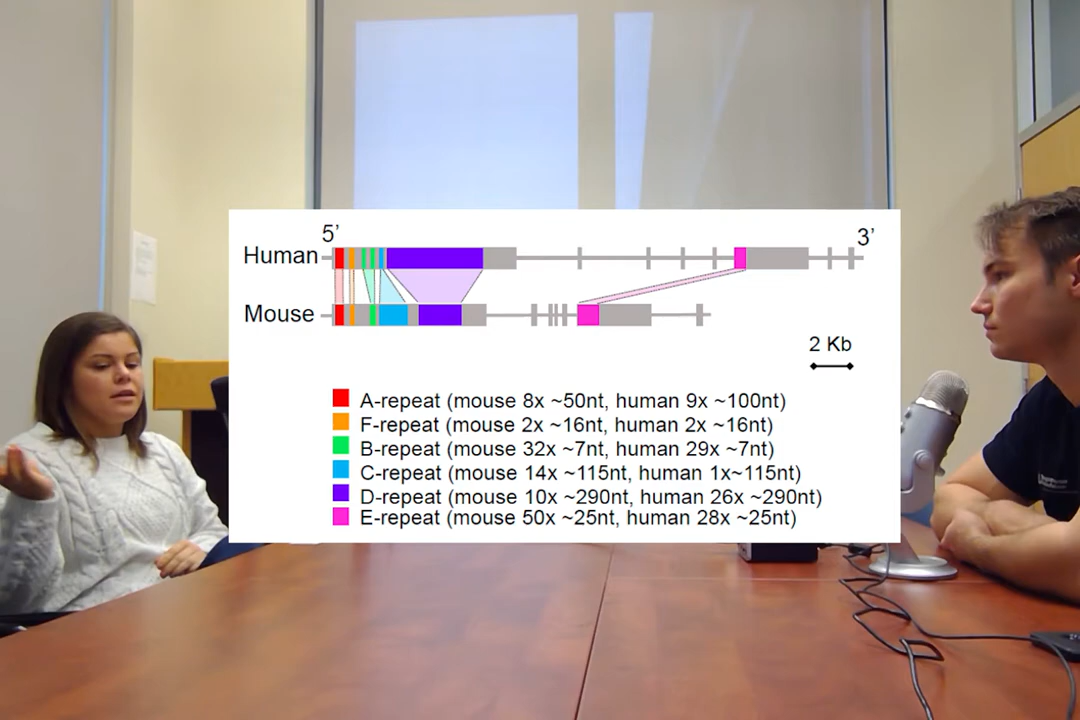 5’
3’
Human
Mouse
2 Kb
A-repeat (mouse 8x ~50nt, human 9x ~100nt)
F-repeat (mouse 2x ~16nt, human 2x ~16nt)
B-repeat (mouse 32x ~7nt, human 29x ~7nt)
C-repeat (mouse 14x ~115nt, human 1x~115nt)
D-repeat (mouse 10x ~290nt, human 26x ~290nt)
E-repeat (mouse 50x ~25nt, human 28x ~25nt)